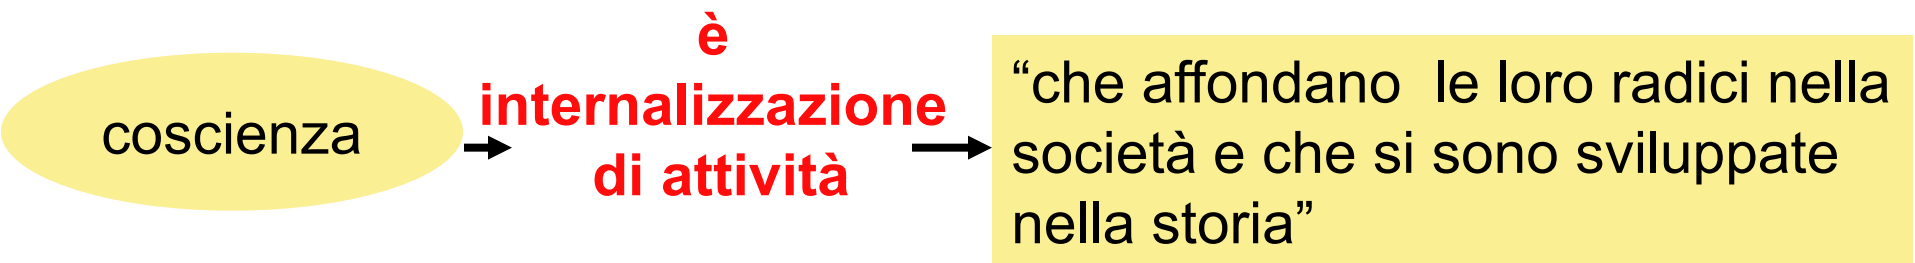 coscienza
è
internalizzazione
di attività
“che affondano  le loro radici nella
società e che si sono sviluppate
nella storia”